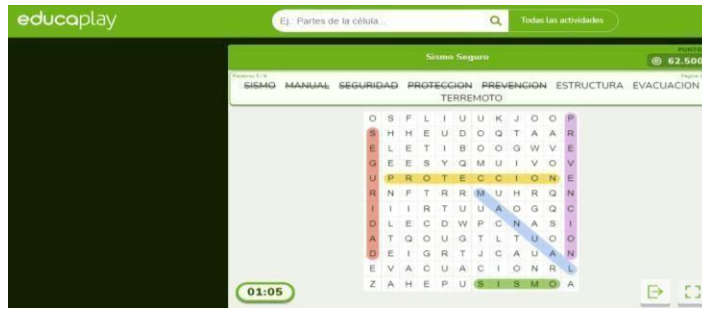 educaplay
Ej.: Partes de la célula...
Todas las actividades
Sismo Seguro
62.500
SISMO MANUAL SEGURIDAD PROTECCION PREVENCION ESTRUCTURA EVACUACION
TERREMOTO
O S F L I U U K J O O P
S H H E U D O Q T A A R
E L E T I B O O G W V E
G E E S Y Q M U I V O V
U P R O T E C C I O N E
R N F T R R M U H R Q N
I I I R T U U A O G Q C
D L E C D W P C N A S I
A T Q O U G T L T U O O
D E I G R T J C A U A N
E V A C U A C I O N R L
Z A H E P U S I S M O A
01:05